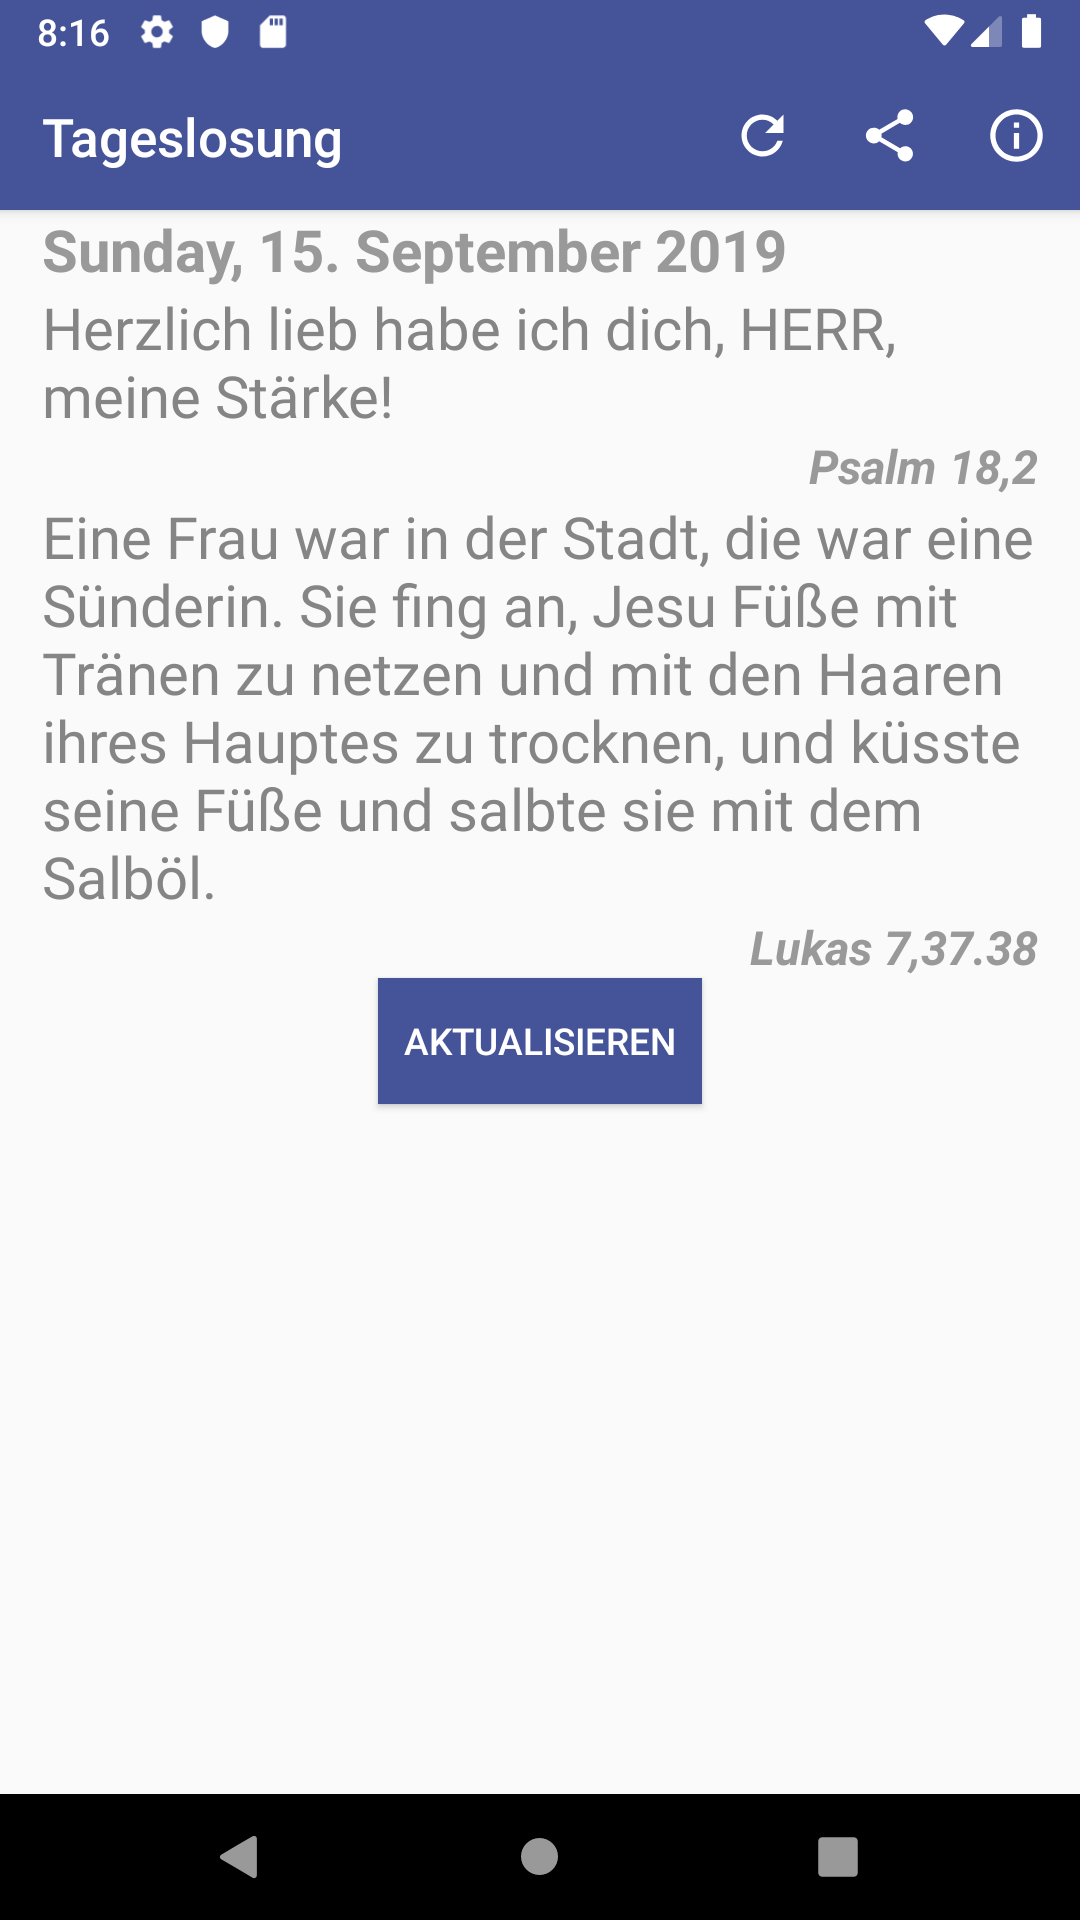 8:16
Tageslosung
Sunday, 15. September 2019
Herzlich lieb habe ich dich, HERR,
meine Stärke!
Psalm 18,2
Eine Frau war in der Stadt, die war eine
Sünderin. Sie fing an, Jesu Füße mit
Tränen zu netzen und mit den Haaren
ihres Hauptes zu trocknen, und küsste
seine Füße und salbte sie mit dem
Salböl.
Lukas 7,37.38
AKTUALISIEREN